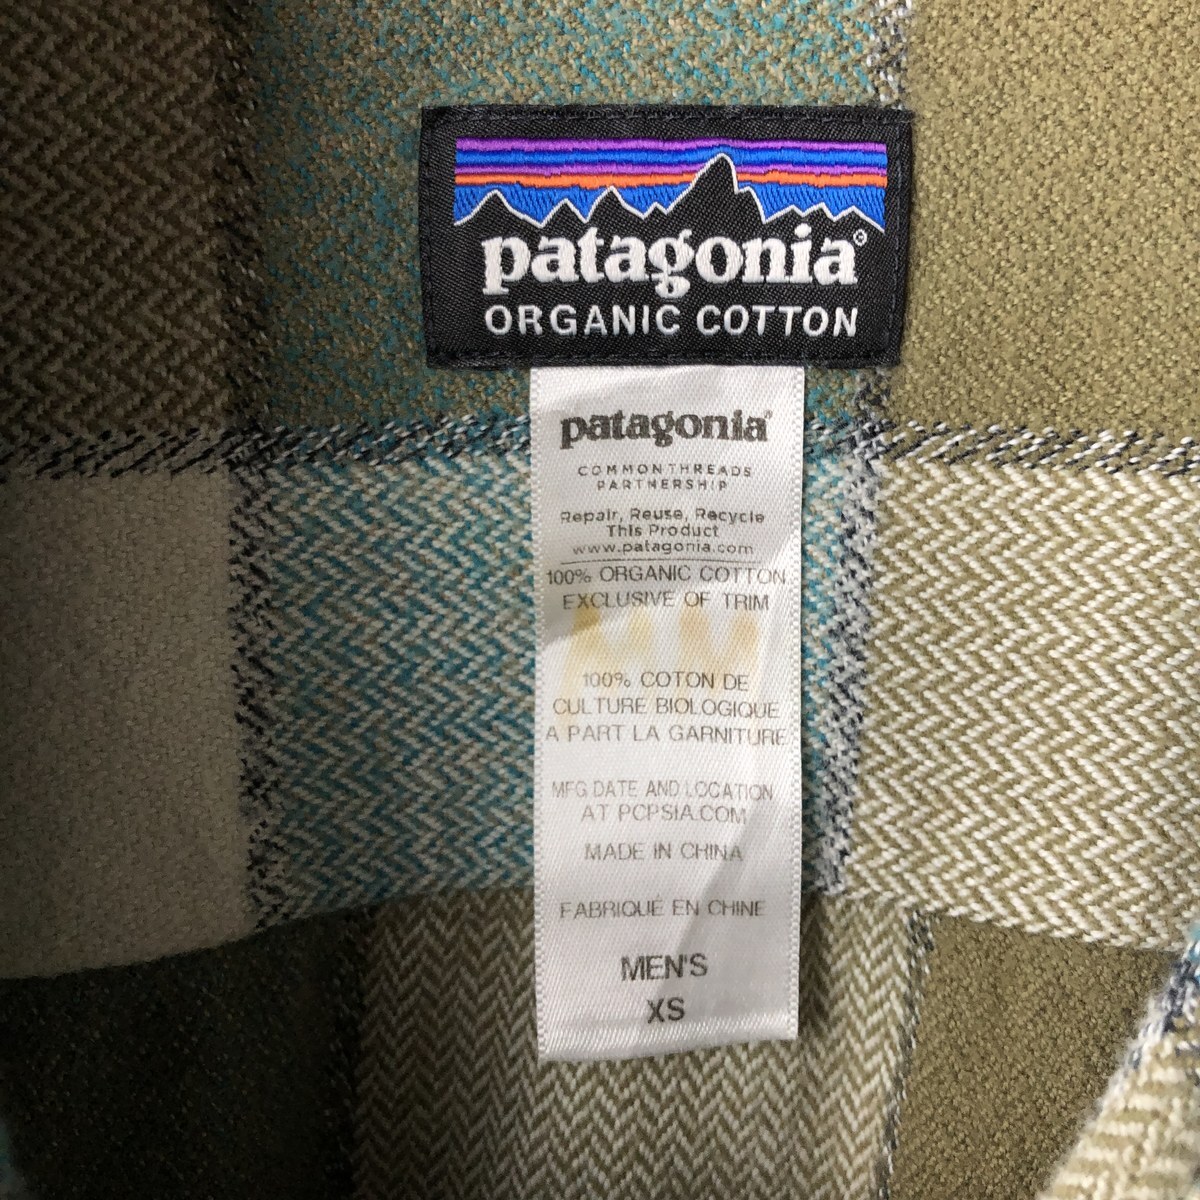 patagonia®
ORGANIC COTTON
patagonia®
COMMON THREADS
PARTNERSHIP
Repair, Reuse, Recycle
This Product
www.patagonia.com
100% ORGANIC COTTON
EXCLUSIVE OF TRIM
100% COTON DE
CULTURE BIOLOGIQUE
A PART LA GARNITURE
MFG DATE AND LOCATION
AT PCPSIA.COM
MADE IN CHINA
FABRIQUÉ EN CHINE
MEN'S
XS